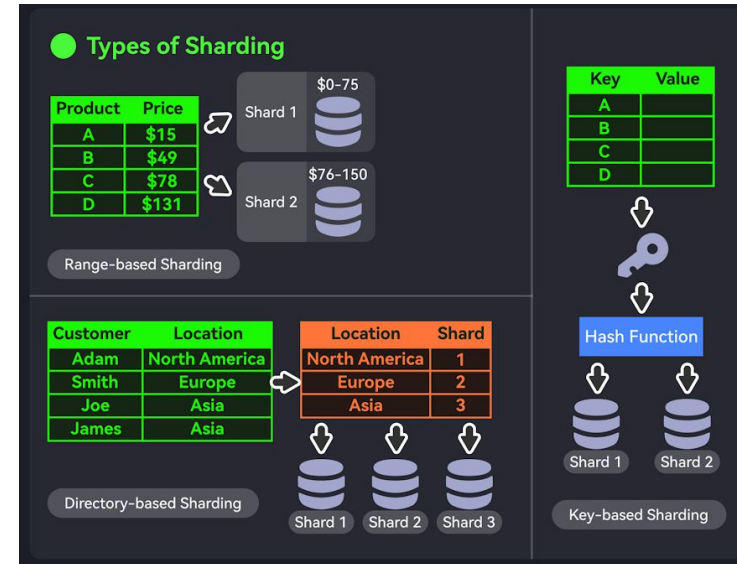 Types of Sharding
Product Price
A $15
B $49
C $78
D $131
Shard 1
$0-75
Shard 2
$76-150
Range-based Sharding
Customer Location
Adam North America
Smith Europe
Joe Asia
James Asia
Location Shard
North America 1
Europe 2
Asia 3
Shard 1 Shard 2 Shard 3
Directory-based Sharding
Key Value
A
B
C
D
Hash Function
Shard 1 Shard 2
Key-based Sharding